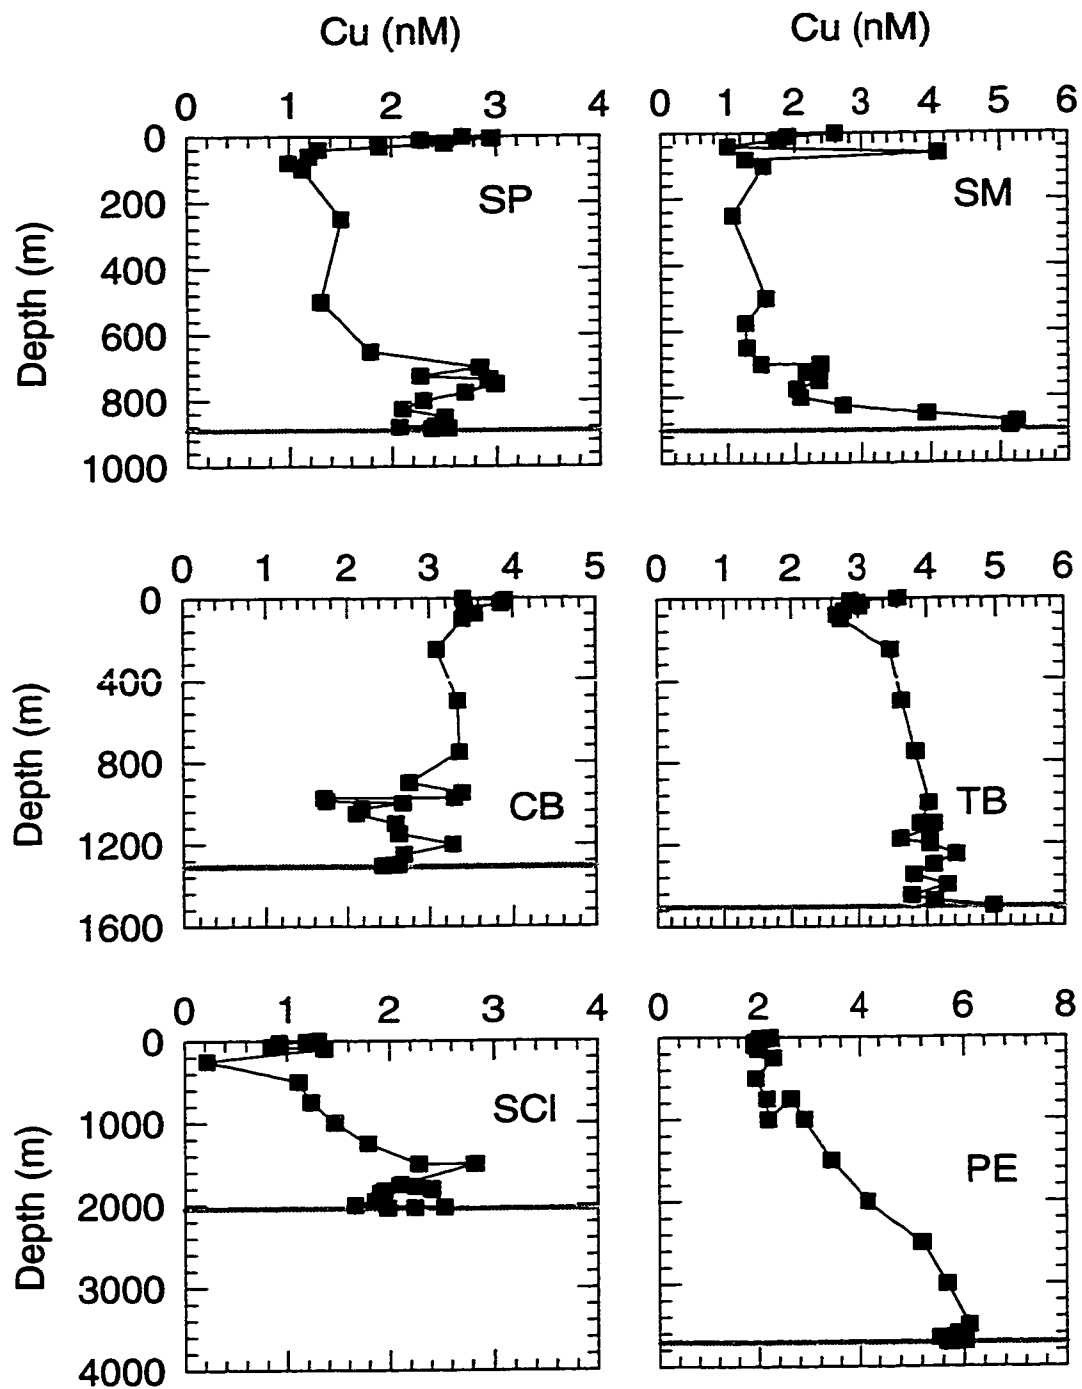 Cu (nM) Cu (nM)
0 1 2 3 4 0 1 2 3 4 5 6
0
200
400
600
800
1000
Depth (m)
SP SM
0 1 2 3 4 5 0 1 2 3 4 5 6
0
400
800
1200
1600
Depth (m)
CB TB
0 1 2 3 4 0 2 4 6 8
0
1000
2000
3000
4000
Depth (m)
SCI PE